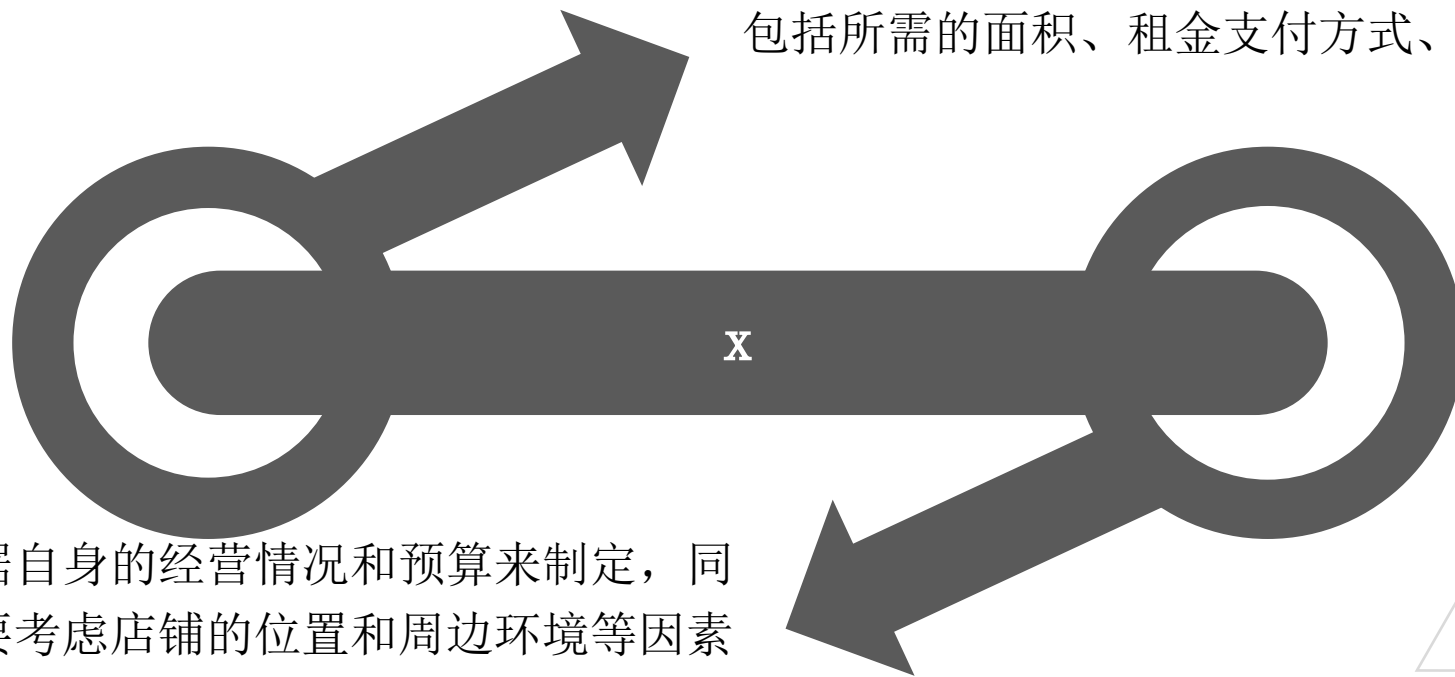 包括所需的面积、租金支付方式、
X
据自身的经营情况和预算来制定，同
要考虑店铺的位置和周边环境等因素